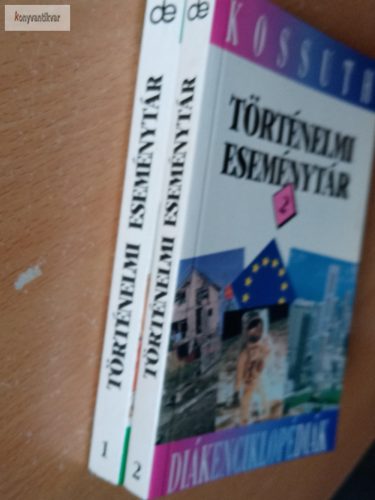 konyvantikvar
de
TÖRTÉNELMI ESEMÉNYTÁR
1
de
TÖRTÉNELMI ESEMÉNYTÁR
2
KOSSUTH
TÖRTÉNELMI
ESEMÉNYTÁR
2
DIÁKENCIKLOPÉDIÁK